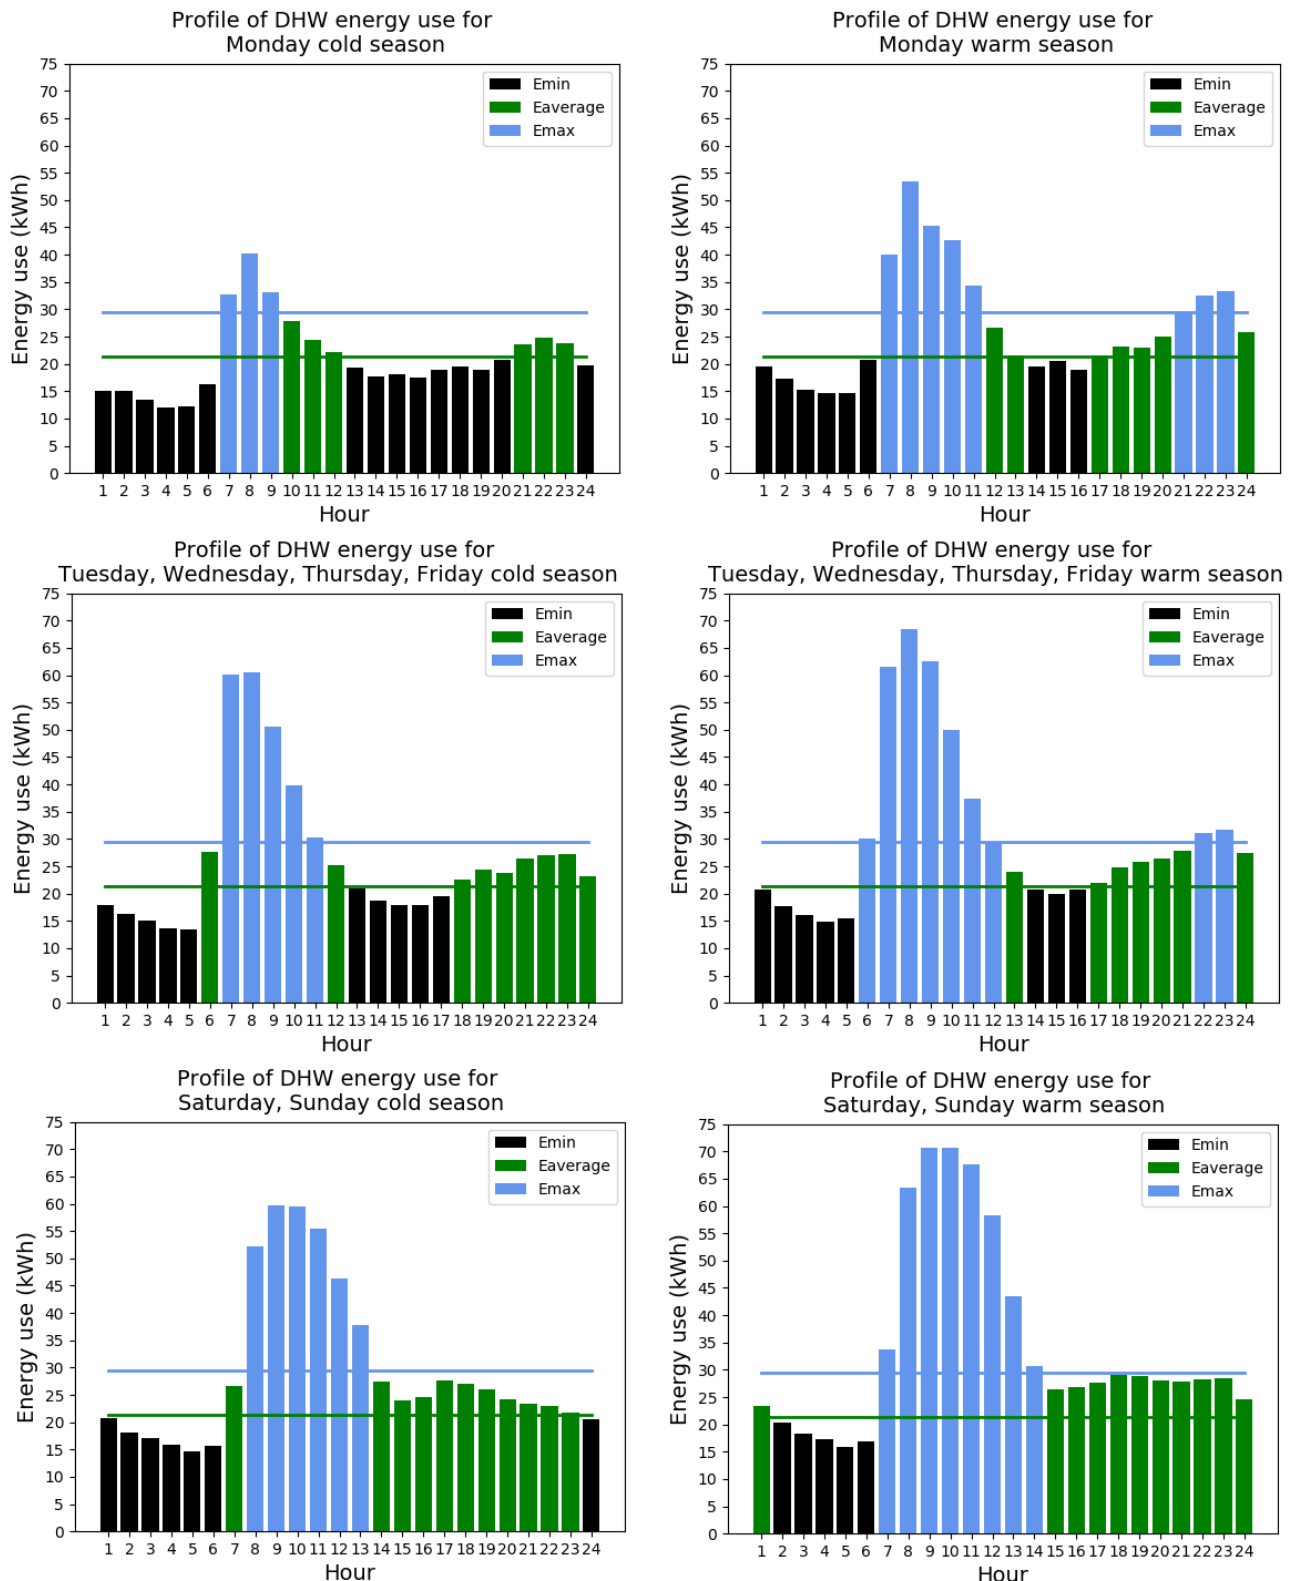 Profile of DHW energy use for
Monday cold season
75
70
65
60
55
50
45
40
35
30
25
20
15
10
5
0
Energy use (kWh)
Emin
Eaverage
Emax
1 2 3 4 5 6 7 8 9 10 11 12 13 14 15 16 17 18 19 20 21 22 23 24
Hour
Profile of DHW energy use for
Monday warm season
75
70
65
60
55
50
45
40
35
30
25
20
15
10
5
0
Energy use (kWh)
Emin
Eaverage
Emax
1 2 3 4 5 6 7 8 9 10 11 12 13 14 15 16 17 18 19 20 21 22 23 24
Hour
Profile of DHW energy use for
Tuesday, Wednesday, Thursday, Friday cold season
75
70
65
60
55
50
45
40
35
30
25
20
15
10
5
0
Energy use (kWh)
Emin
Eaverage
Emax
1 2 3 4 5 6 7 8 9 10 11 12 13 14 15 16 17 18 19 20 21 22 23 24
Hour
Profile of DHW energy use for
Tuesday, Wednesday, Thursday, Friday warm season
75
70
65
60
55
50
45
40
35
30
25
20
15
10
5
0
Energy use (kWh)
Emin
Eaverage
Emax
1 2 3 4 5 6 7 8 9 10 11 12 13 14 15 16 17 18 19 20 21 22 23 24
Hour
Profile of DHW energy use for
Saturday, Sunday cold season
75
70
65
60
55
50
45
40
35
30
25
20
15
10
5
0
Energy use (kWh)
Emin
Eaverage
Emax
1 2 3 4 5 6 7 8 9 10 11 12 13 14 15 16 17 18 19 20 21 22 23 24
Hour
Profile of DHW energy use for
Saturday, Sunday warm season
75
70
65
60
55
50
45
40
35
30
25
20
15
10
5
0
Energy use (kWh)
Emin
Eaverage
Emax
1 2 3 4 5 6 7 8 9 10 11 12 13 14 15 16 17 18 19 20 21 22 23 24
Hour